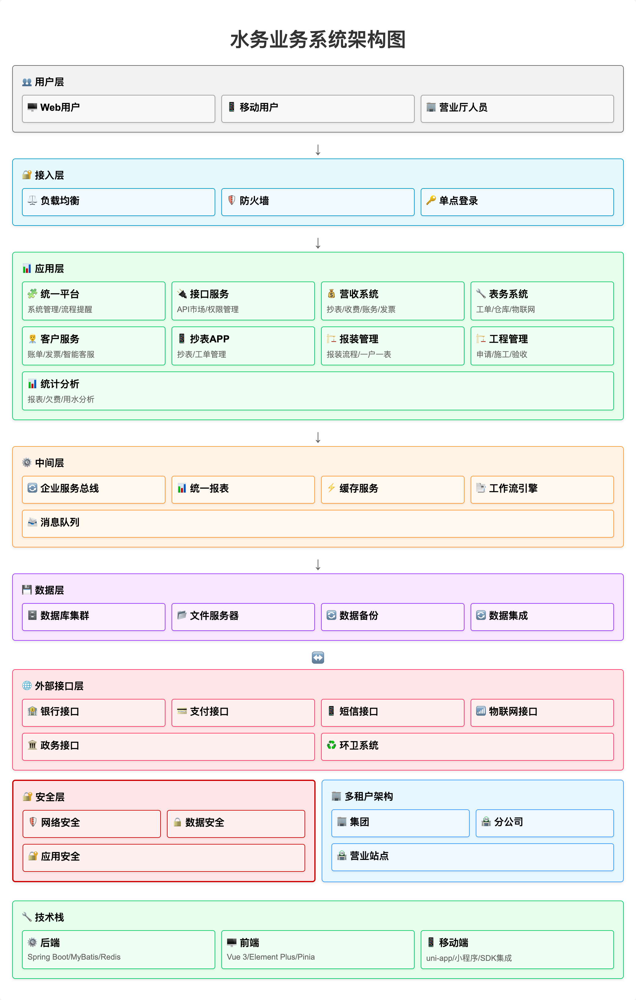 水务业务系统架构图
用户层
Web用户
移动用户
营业厅人员
↓
接入层
负载均衡
防火墙
单点登录
↓
应用层
统一平台
系统管理/流程提醒
接口服务
API市场/权限管理
营收系统
抄表/收费/账务/发票
表务系统
工单/仓库/物联网
客户服务
账单/发票/智能客服
抄表APP
抄表/工单管理
报装管理
报装流程/一户一表
工程管理
申请/施工/验收
统计分析
报表/欠费/用水分析
↓
中间层
企业服务总线
统一报表
缓存服务
工作流引擎
消息队列
↓
数据层
数据库集群
文件服务器
数据备份
数据集成
外部接口层
银行接口
支付接口
短信接口
物联网接口
政务接口
环卫系统
安全层
网络安全
数据安全
应用安全
多租户架构
集团
分公司
营业站点
技术栈
后端
Spring Boot/MyBatis/Redis
前端
Vue 3/Element Plus/Pinia
移动端
uni-app/小程序/SDK集成